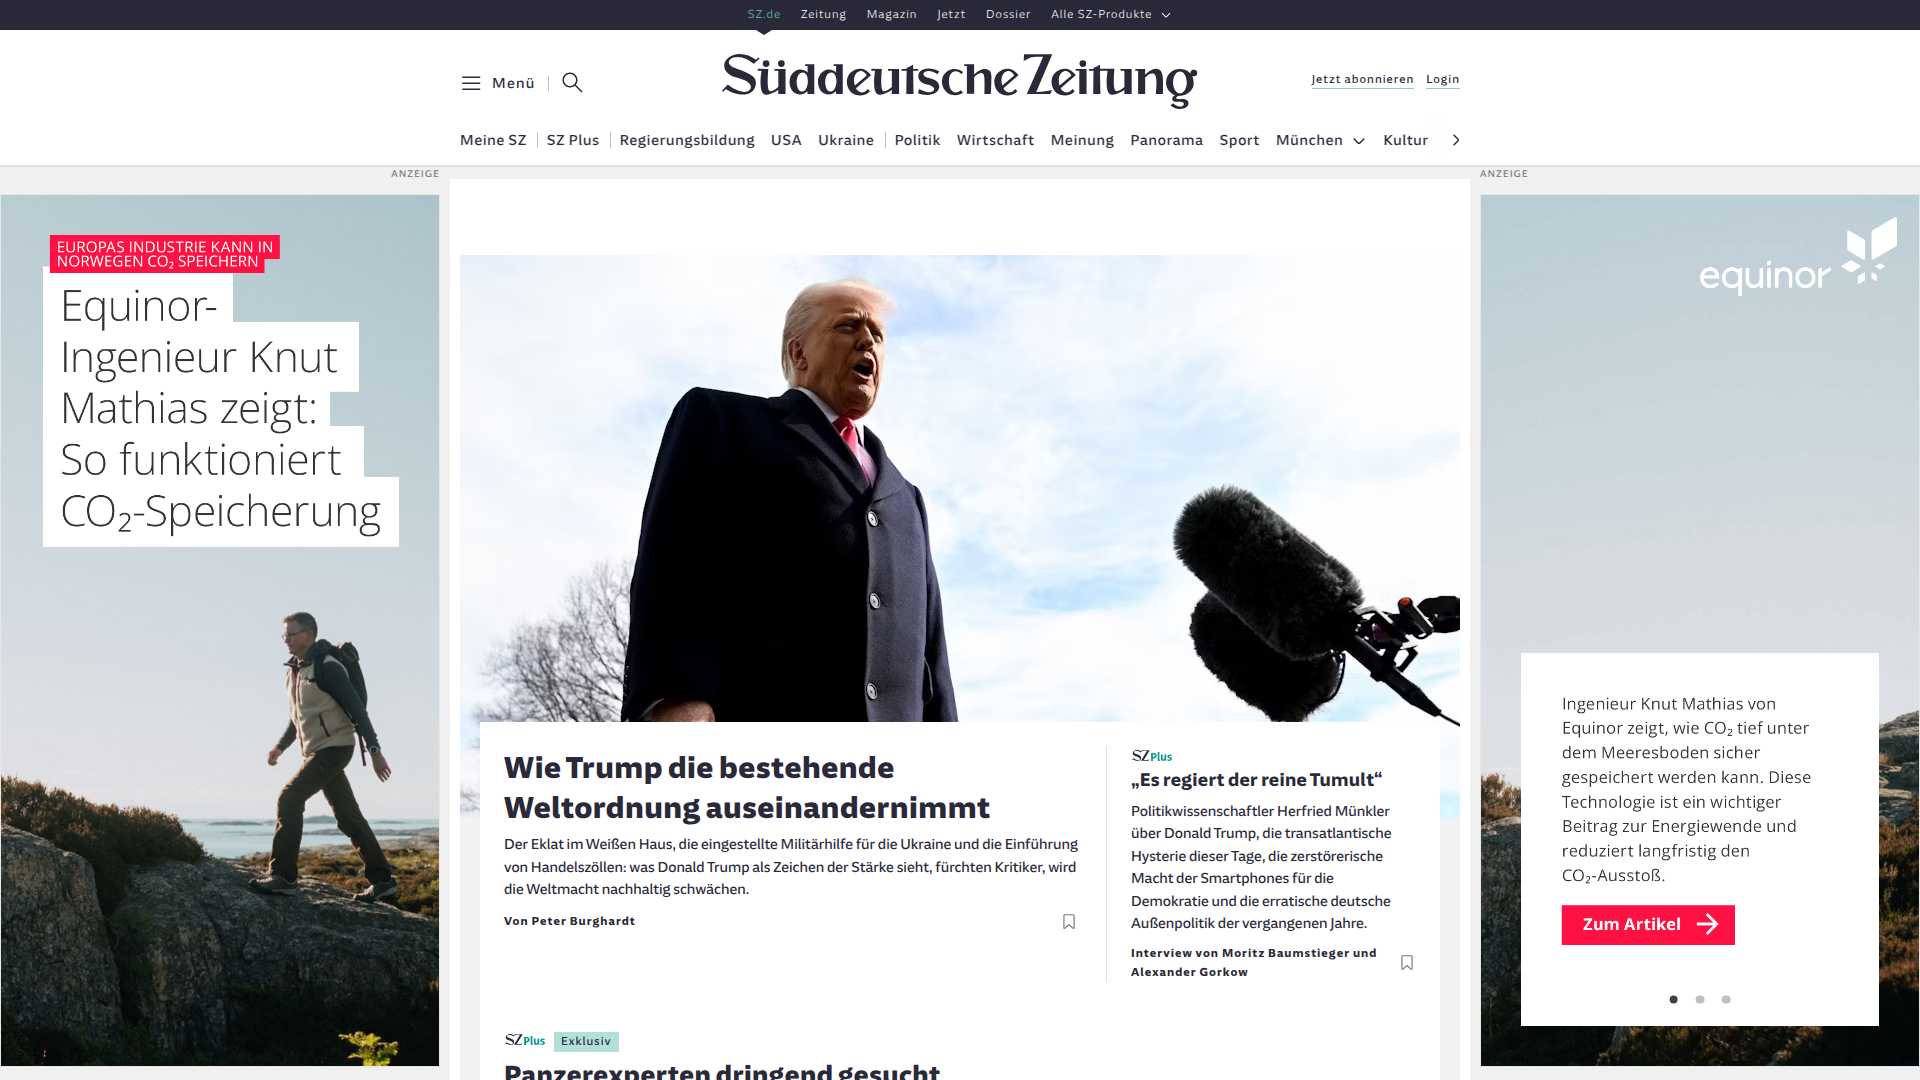 SZ.de Zeitung Magazin Jetzt Dossier Alle SZ-Produkte
Menü
Süddeutsche Zeitung
Jetzt abonnieren Login
Meine SZ SZ Plus Regierungsbildung USA Ukraine Politik Wirtschaft Meinung Panorama Sport München Kultur
ANZEIGE
EUROPAS INDUSTRIE KANN IN
NORWEGEN CO₂ SPEICHERN
Equinor-
Ingenieur Knut
Mathias zeigt:
So funktioniert
CO₂-Speicherung
Wie Trump die bestehende
Weltordnung auseinandernimmt
Der Eklat im Weißen Haus, die eingestellte Militärhilfe für die Ukraine und die Einführung
von Handelszöllen: was Donald Trump als Zeichen der Stärke sieht, fürchten Kritiker, wird
die Weltmacht nachhaltig schwächen.
Von Peter Burghardt
SZ Plus
„Es regiert der reine Tumult“
Politikwissenschaftler Herfried Münkler
über Donald Trump, die transatlantische
Hysterie dieser Tage, die zerstörerische
Macht der Smartphones für die
Demokratie und die erratische deutsche
Außenpolitik der vergangenen Jahre.
Interview von Moritz Baumstieger und
Alexander Gorkow
SZ Plus Exklusiv
Panzerexperten dringend gesucht
ANZEIGE
equinor
Ingenieur Knut Mathias von
Equinor zeigt, wie CO₂ tief unter
dem Meeresboden sicher
gespeichert werden kann. Diese
Technologie ist ein wichtiger
Beitrag zur Energiewende und
reduziert langfristig den
CO₂-Ausstoß.
Zum Artikel